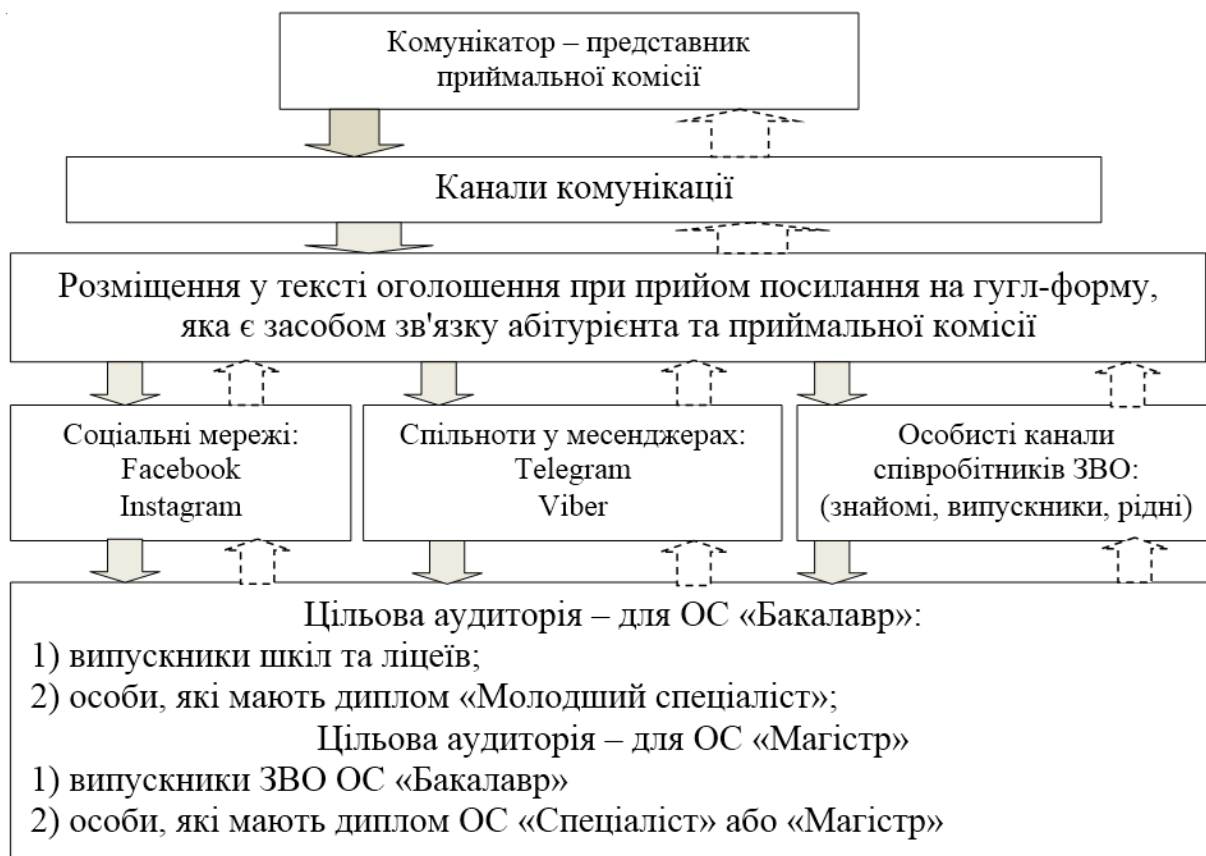 Комунікатор – представник
приймальної комісії
Канали комунікації
Розміщення у тексті оголошення при прийом посилання на гугл-форму,
яка є засобом зв'язку абітурієнта та приймальної комісії
Соціальні мережі:
Facebook
Instagram
Спільноти у месенджерах:
Telegram
Viber
Особисті канали
співробітників ЗВО:
(знайомі, випускники, рідні)
Цільова аудиторія – для ОС «Бакалавр»:
1) випускники шкіл та ліцеїв;
2) особи, які мають диплом «Молодший спеціаліст»;
Цільова аудиторія – для ОС «Магістр»
1) випускники ЗВО ОС «Бакалавр»
2) особи, які мають диплом ОС «Спеціаліст» або «Магістр»